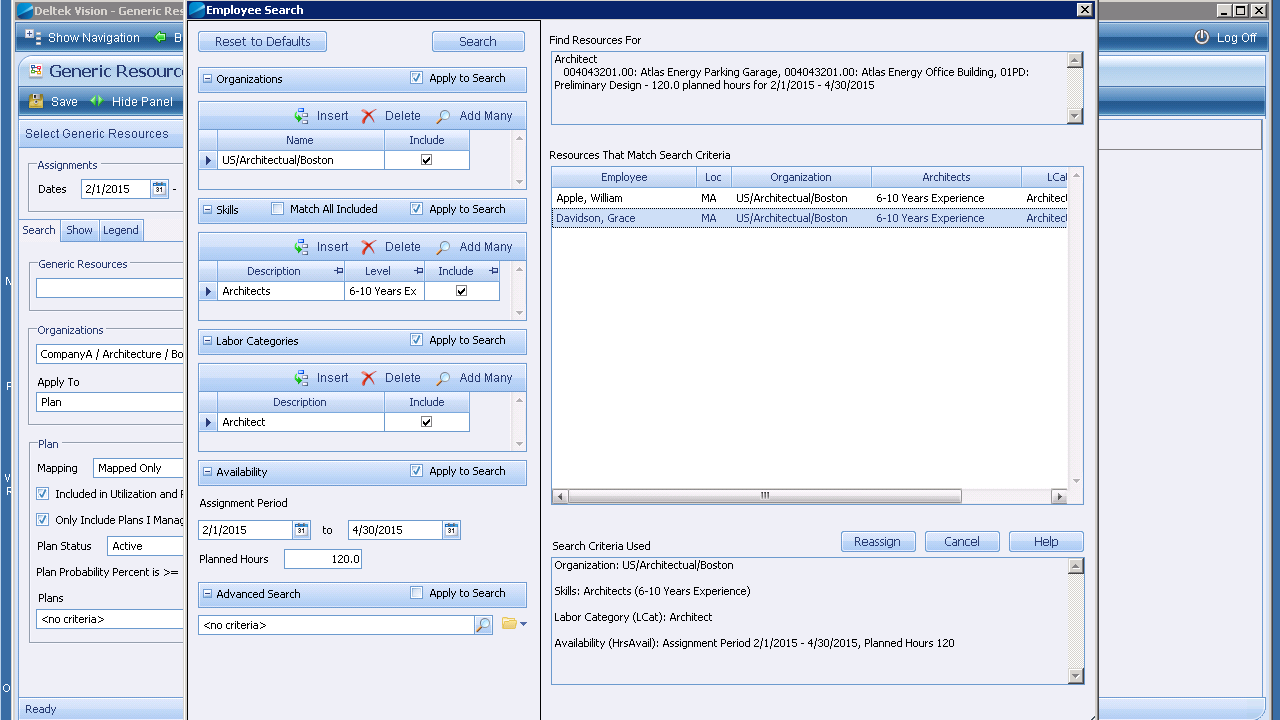 Deltek Vision - Generic Res
Show Navigation
Log Off
Generic Resourc
Save
Hide Panel
Select Generic Resources
Assignments
Dates
2/1/2015
31
-
Search
Show
Legend
Generic Resources
Organizations
CompanyA / Architecture / Bo
Apply To
Plan
Plan
Mapping
Mapped Only
Included in Utilization and
Only Include Plans I Manag
Plan Status
Active
Plan Probability Percent is >=
Plans
<no criteria>
Ready
Employee Search
Reset to Defaults
Search
Organizations
Apply to Search
Insert
Delete
Add Many
Name
Include
US/Architectual/Boston
Skills
Match All Included
Apply to Search
Insert
Delete
Add Many
Description
Level
Include
Architects
6-10 Years Ex
Labor Categories
Apply to Search
Insert
Delete
Add Many
Description
Include
Architect
Availability
Apply to Search
Assignment Period
2/1/2015
31
to
4/30/2015
31
Planned Hours
120.0
Advanced Search
Apply to Search
<no criteria>
Find Resources For
Architect
004043201.00: Atlas Energy Parking Garage, 004043201.00: Atlas Energy Office Building, 01PD:
Preliminary Design - 120.0 planned hours for 2/1/2015 - 4/30/2015
Resources That Match Search Criteria
Employee
Loc
Organization
Architects
LCat
Apple, William
MA
US/Architectual/Boston
6-10 Years Experience
Architect
Davidson, Grace
MA
US/Architectual/Boston
6-10 Years Experience
Architect
Search Criteria Used
Reassign
Cancel
Help
Organization: US/Architectual/Boston
Skills: Architects (6-10 Years Experience)
Labor Category (LCat): Architect
Availability (HrsAvail): Assignment Period 2/1/2015 - 4/30/2015, Planned Hours 120